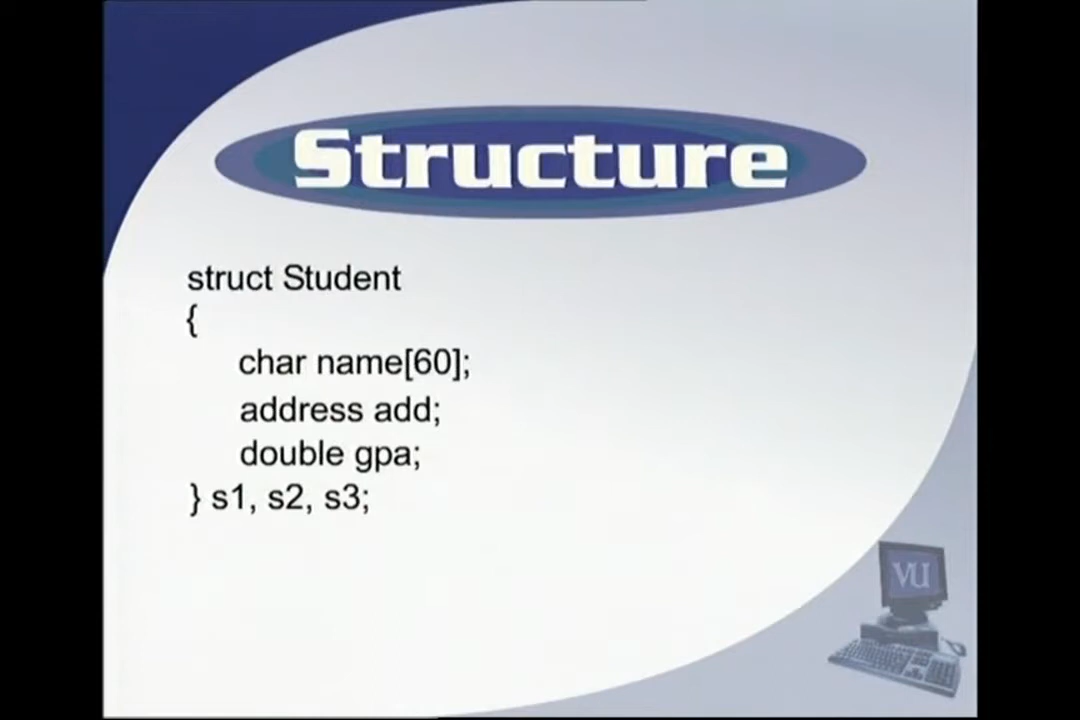 Structure
struct Student
{
char name[60];
address add;
double gpa;
} s1, s2, s3;
VU